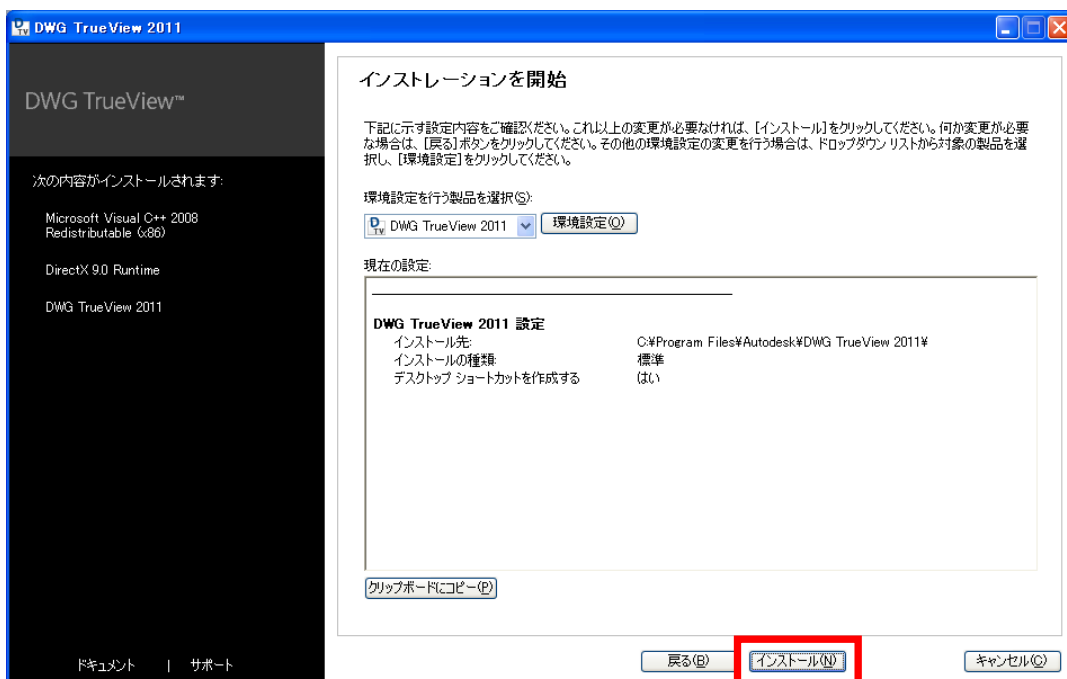 DWG TrueView 2011
DWG TrueView™
次の内容がインストールされます:
Microsoft Visual C++ 2008
Redistributable (x86)
DirectX 9.0 Runtime
DWG TrueView 2011
ドキュメント | サポート
インストレーションを開始
下記に示す設定内容をご確認ください。これ以上の変更が必要なければ、[インストール]をクリックしてください。何か変更が必要
な場合は、[戻る]ボタンをクリックしてください。その他の環境設定の変更を行う場合は、ドロップダウン リストから対象の製品を選
択し、[環境設定]をクリックしてください。
環境設定を行う製品を選択(S):
DWG TrueView 2011 環境設定(O)
現在の設定:
DWG TrueView 2011 設定
インストール先: C:¥Program Files¥Autodesk¥DWG TrueView 2011¥
インストールの種類: 標準
デスクトップ ショートカットを作成する はい
クリップボードにコピー(P)
戻る(B) インストール(N) キャンセル(C)